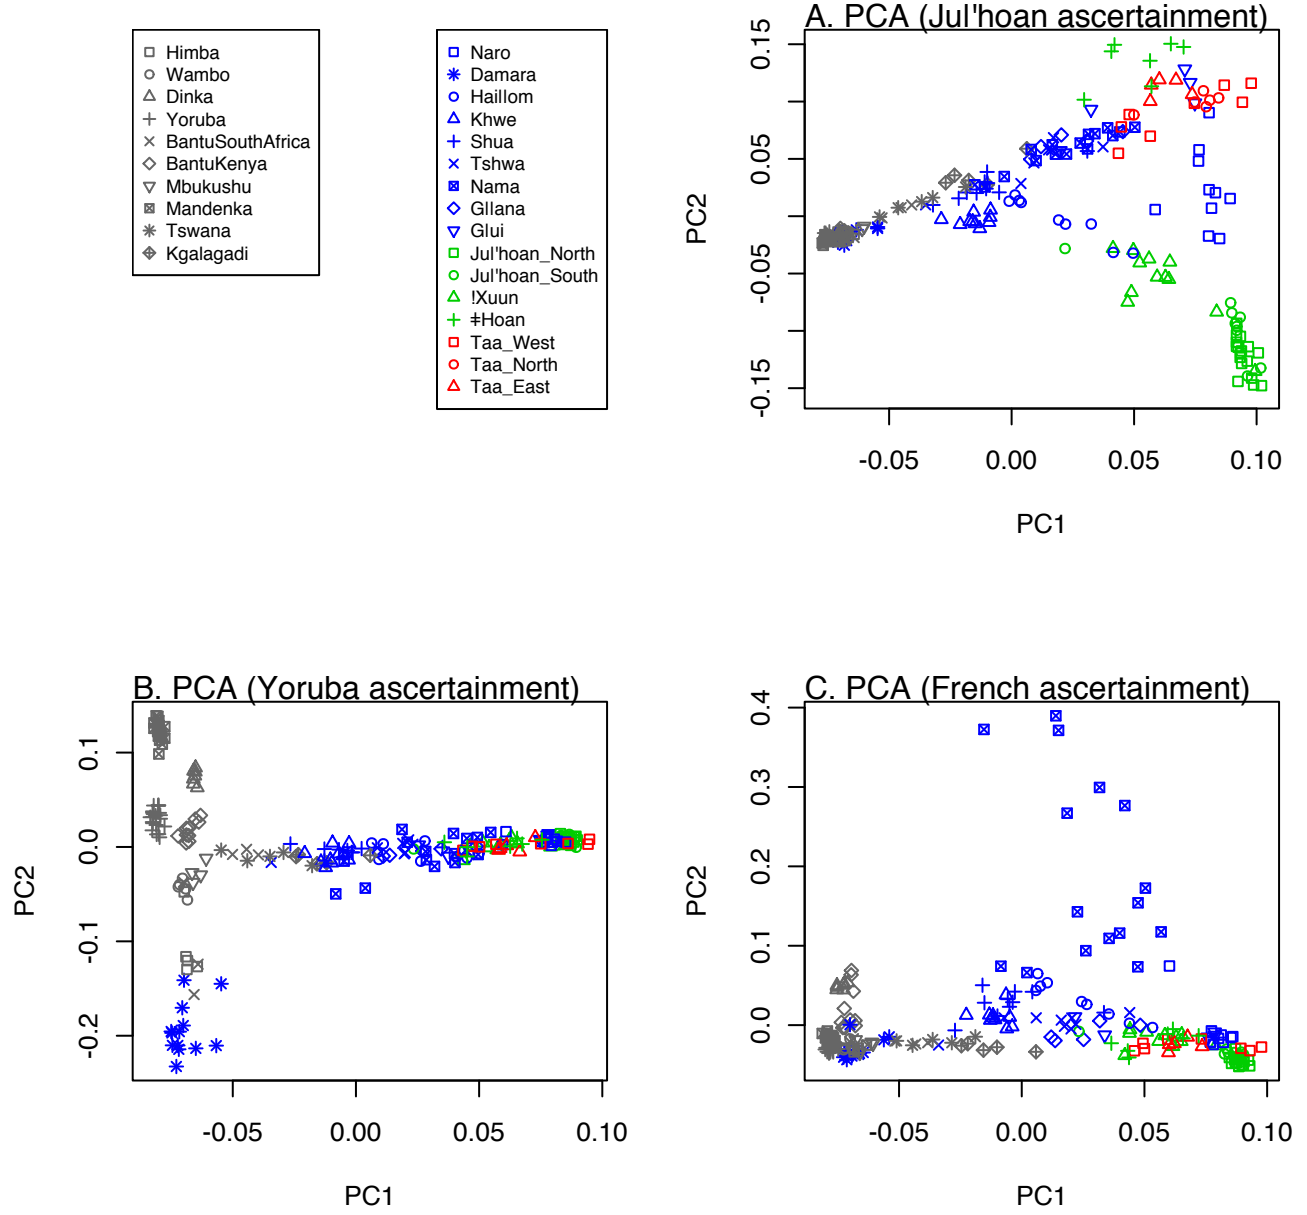 Himba
Wambo
Dinka
Yoruba
BantuSouthAfrica
BantuKenya
Mbukushu
Mandenka
Tswana
Kgalagadi
Naro
Damara
Haillom
Khwe
Shua
Tshwa
Nama
Gllana
Glui
Jul'hoan_North
Jul'hoan_South
!Xuun
ǂHoan
Taa_West
Taa_North
Taa_East
A. PCA (Jul'hoan ascertainment)
0.15
0.05
-0.05
-0.15
PC2
-0.05
0.00
0.05
0.10
PC1
B. PCA (Yoruba ascertainment)
0.1
0.0
-0.1
-0.2
PC2
-0.05
0.00
0.05
0.10
PC1
C. PCA (French ascertainment)
0.4
0.3
0.2
0.1
0.0
PC2
-0.05
0.00
0.05
0.10
PC1